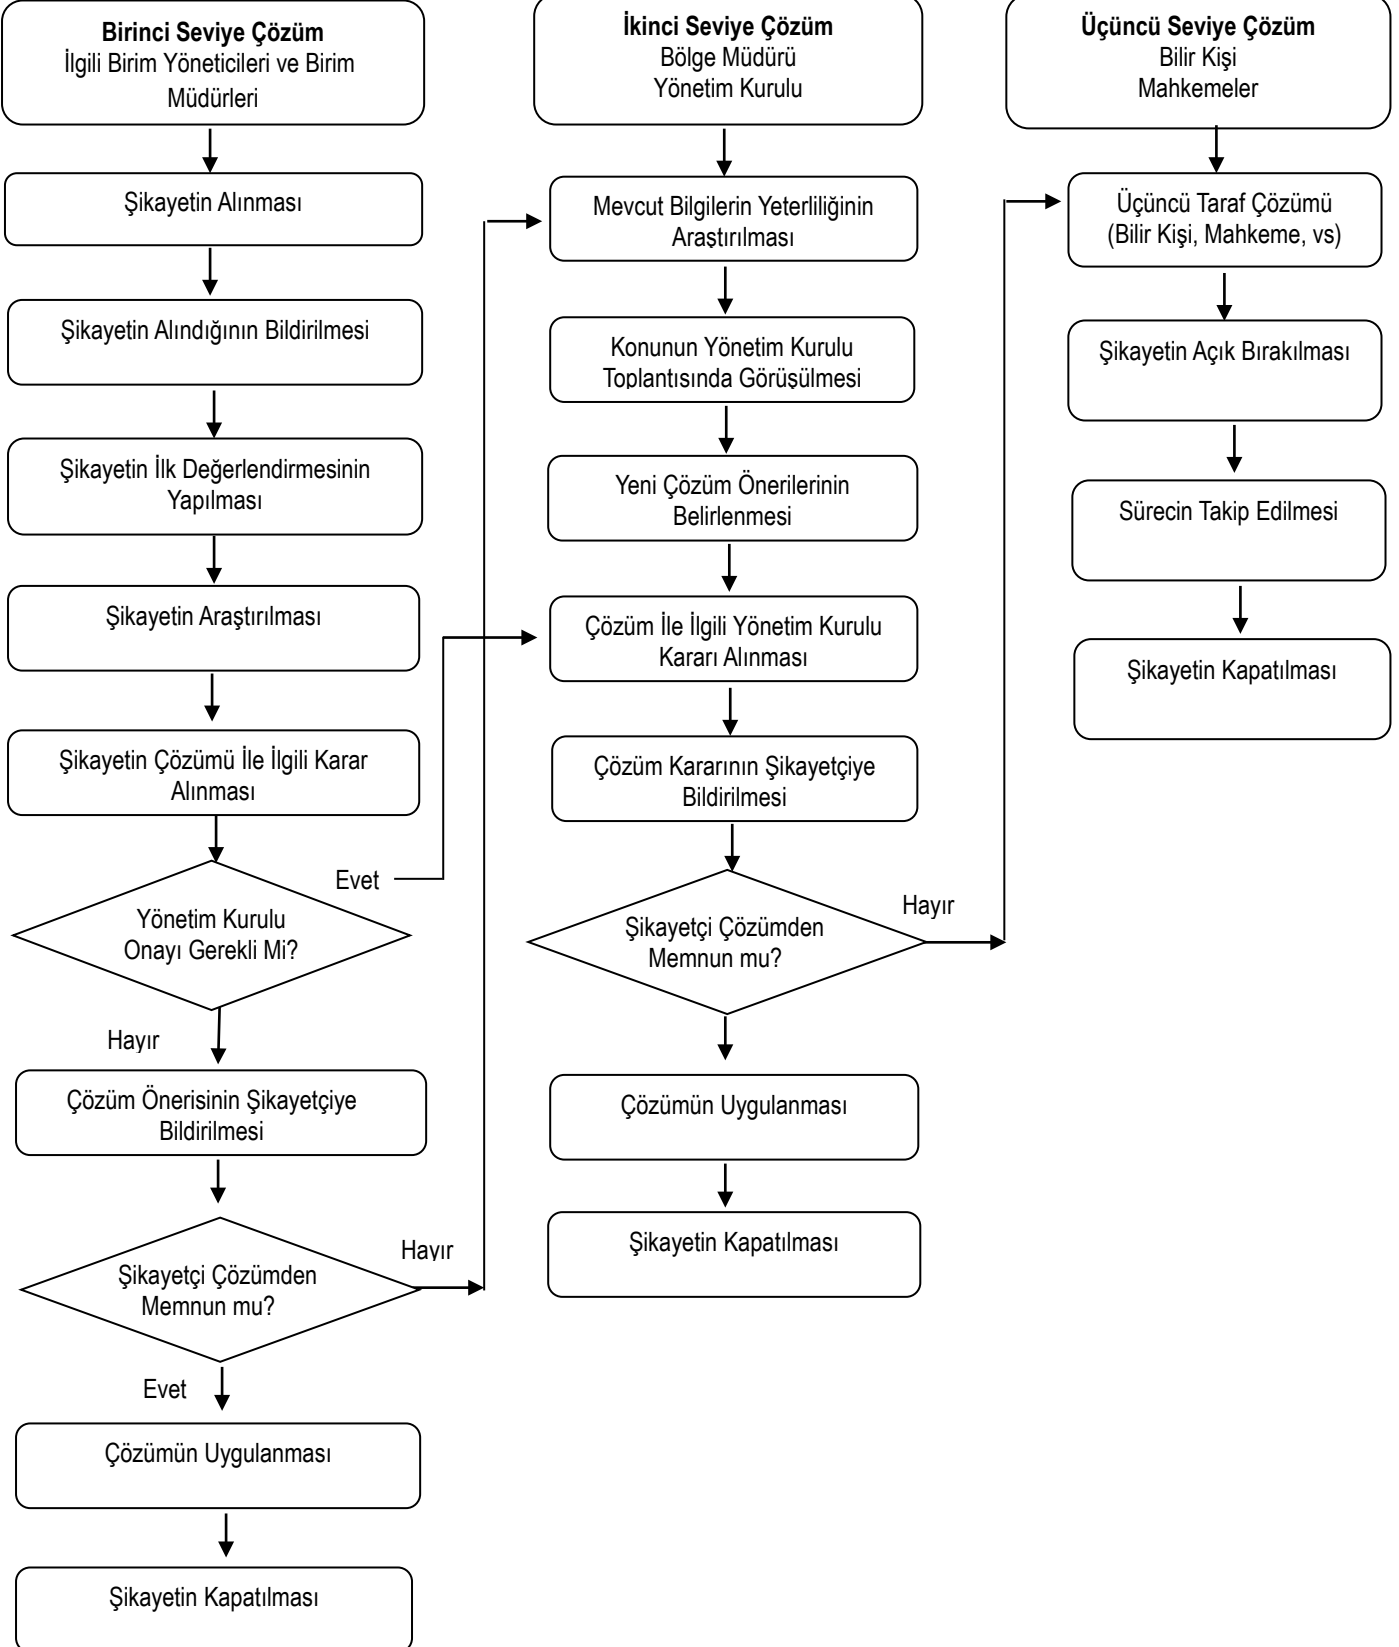 Birinci Seviye Çözüm
İlgili Birim Yöneticileri ve Birim
Müdürleri
Şikayetin Alınması
Şikayetin Alındığının Bildirilmesi
Şikayetin İlk Değerlendirmesinin
Yapılması
Şikayetin Araştırılması
Şikayetin Çözümü İle İlgili Karar
Alınması
Evet
Yönetim Kurulu
Onayı Gerekli Mi?
Hayır
Çözüm Önerisinin Şikayetçiye
Bildirilmesi
Hayır
Şikayetçi Çözümden
Memnun mu?
Evet
Çözümün Uygulanması
Şikayetin Kapatılması
İkinci Seviye Çözüm
Bölge Müdürü
Yönetim Kurulu
Mevcut Bilgilerin Yeterliliğinin
Araştırılması
Konunun Yönetim Kurulu
Toplantısında Görüşülmesi
Yeni Çözüm Önerilerinin
Belirlenmesi
Çözüm İle İlgili Yönetim Kurulu
Kararı Alınması
Çözüm Kararının Şikayetçiye
Bildirilmesi
Hayır
Şikayetçi Çözümden
Memnun mu?
Çözümün Uygulanması
Şikayetin Kapatılması
Üçüncü Seviye Çözüm
Bilir Kişi
Mahkemeler
Üçüncü Taraf Çözümü
(Bilir Kişi, Mahkeme, vs)
Şikayetin Açık Bırakılması
Sürecin Takip Edilmesi
Şikayetin Kapatılması